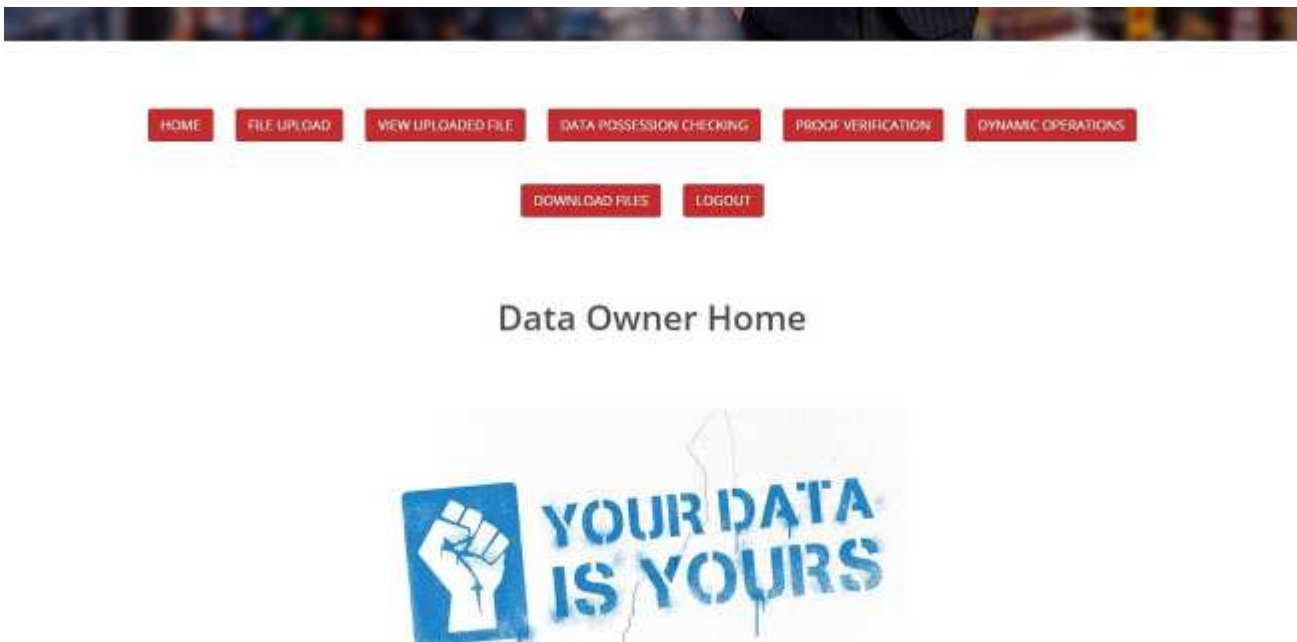 HOME FILE UPLOAD VIEW UPLOADED FILE DATA POSSESSION CHECKING PROOF VERIFICATION DYNAMIC OPERATIONS
DOWNLOAD FILES LOGOUT
Data Owner Home
YOUR DATA
IS YOURS